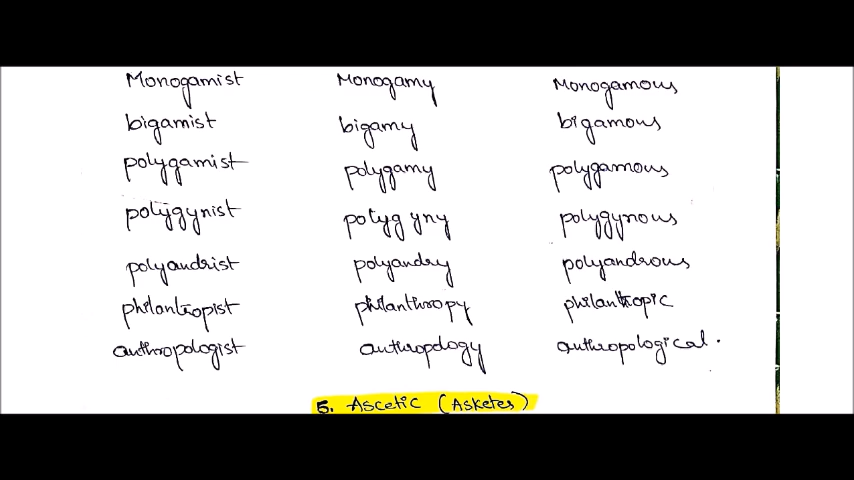 Monogamist Monogamy Monogamous
bigamist bigamy bigamous
polygamist polygamy polygamous
polygynist polygyny polygynous
polyandrist polyandry polyandrous
philantropist philanthropy philanthropic
anthropologist anthropology anthropological.
5. Ascetic (Asketes)